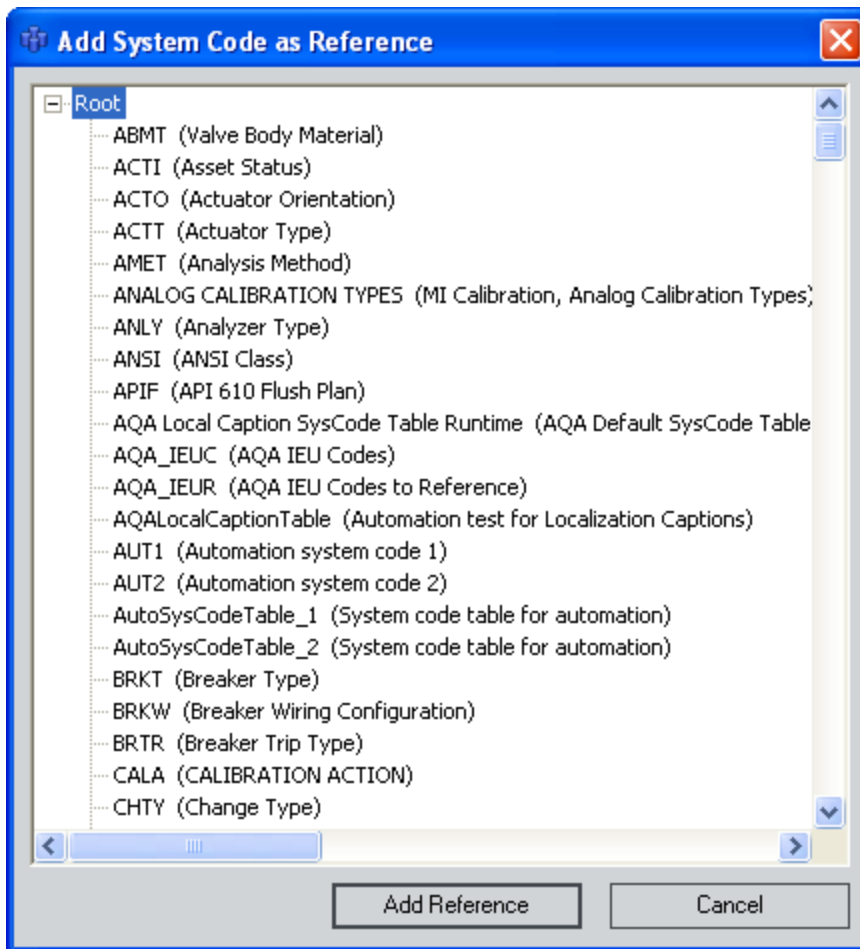 Add System Code as Reference
Root
ABMT (Valve Body Material)
ACTI (Asset Status)
ACTO (Actuator Orientation)
ACTT (Actuator Type)
AMET (Analysis Method)
ANALOG CALIBRATION TYPES (MI Calibration, Analog Calibration Types)
ANLY (Analyzer Type)
ANSI (ANSI Class)
APIF (API 610 Flush Plan)
AQA Local Caption SysCode Table Runtime (AQA Default SysCode Table
AQA_IEUC (AQA IEU Codes)
AQA_IEUR (AQA IEU Codes to Reference)
AQALocalCaptionTable (Automation test for Localization Captions)
AUT1 (Automation system code 1)
AUT2 (Automation system code 2)
AutoSysCodeTable_1 (System code table for automation)
AutoSysCodeTable_2 (System code table for automation)
BRKT (Breaker Type)
BRKW (Breaker Wiring Configuration)
BRTR (Breaker Trip Type)
CALA (CALIBRATION ACTION)
CHTY (Change Type)
Add Reference Cancel